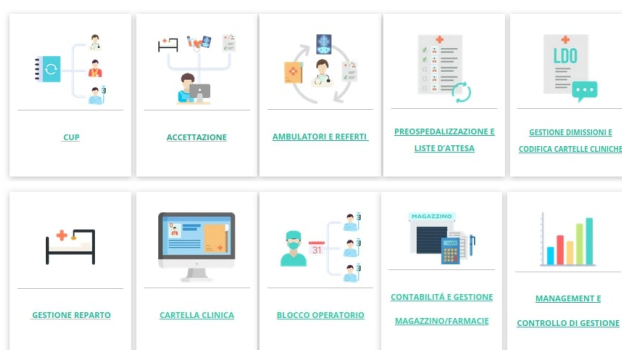 LDO
CUP
ACCETTAZIONE
AMBULATORI E REFERTI
PREOSPEDALIZZAZIONE E
LISTE D'ATTESA
GESTIONE DIMISSIONI E
CODIFICA CARTELLE CLINICHE
31
MAGAZZINO
GESTIONE REPARTO
CARTELLA CLINICA
BLOCCO OPERATORIO
CONTABILITÁ E GESTIONE
MAGAZZINO/FARMACIE
MANAGEMENT E
CONTROLLO DI GESTIONE